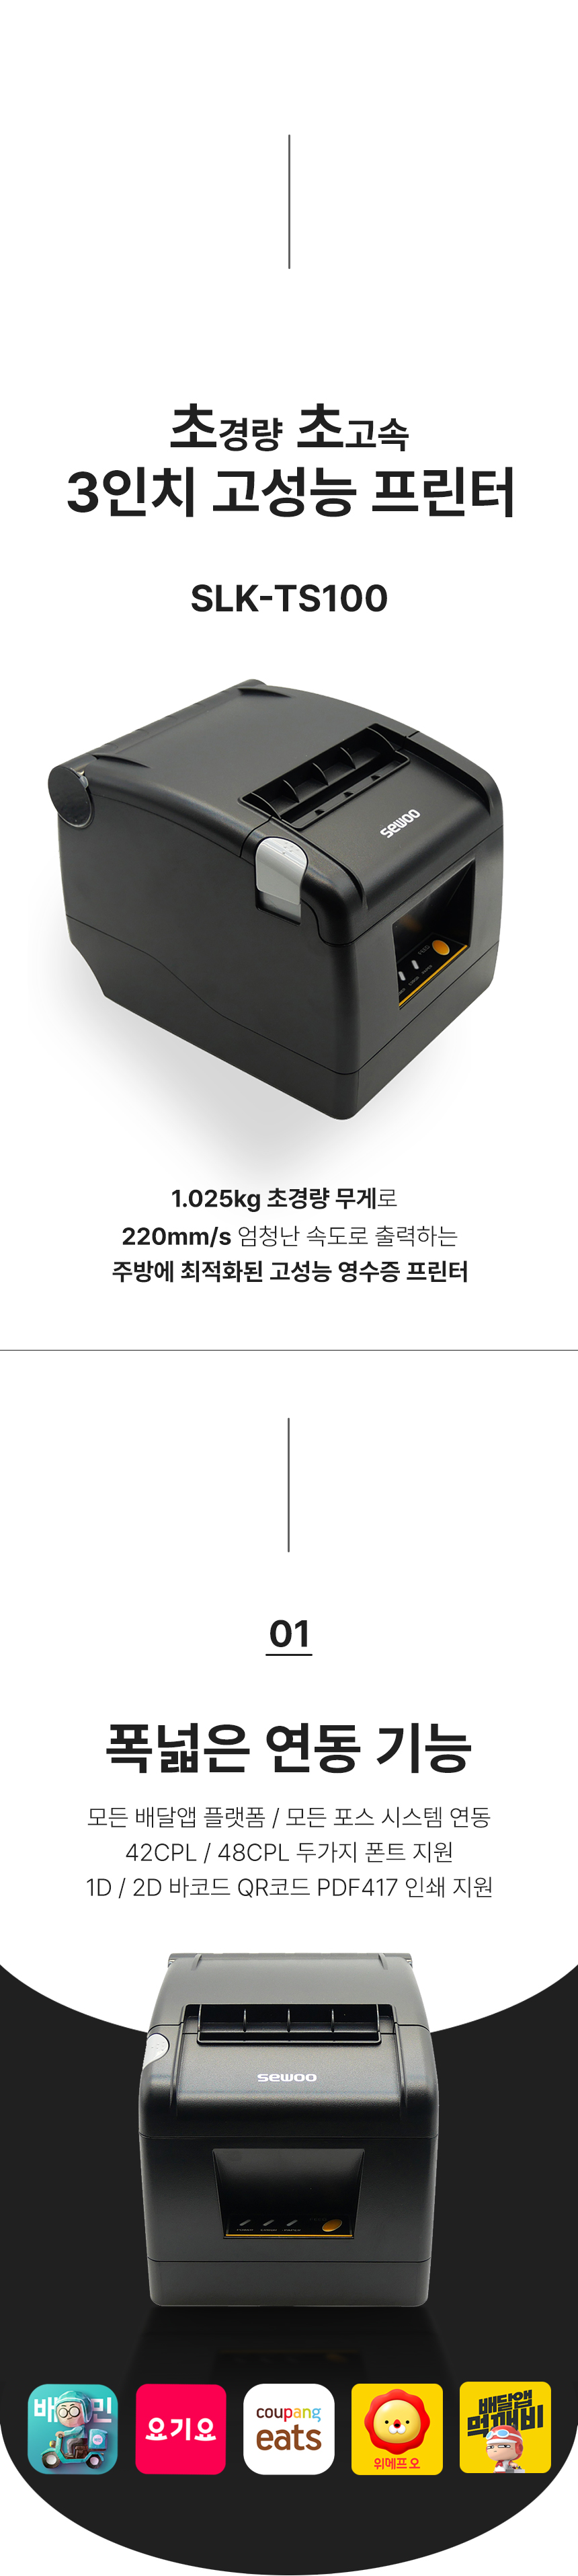 초경량 초고속
3인치 고성능 프린터
SLK-TS100
sewoo
1.025kg 초경량 무게로
220mm/s 엄청난 속도로 출력하는
주방에 최적화된 고성능 영수증 프린터
01
폭넓은 연동 기능
모든 배달앱 플랫폼 / 모든 포스 시스템 연동
42CPL / 48CPL 두가지 폰트 지원
1D / 2D 바코드 QR코드 PDF417 인쇄 지원
sewoo
요기요
coupang
eats
위메프오
배달앱
먹깨비